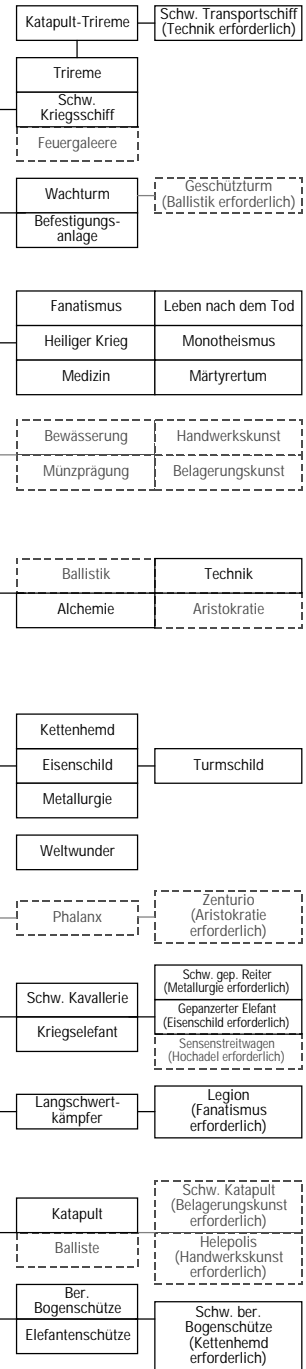 Katapult-Trireme
Schw. Transportschiff
(Technik erforderlich)
Trireme
Schw.
Kriegsschiff
Feuergaleere
Wachturm
Geschützturm
(Ballistik erforderlich)
Befestigungs-
anlage
Fanatismus
Leben nach dem Tod
Heiliger Krieg
Monotheismus
Medizin
Märtyrertum
Bewässerung
Handwerkskunst
Münzprägung
Belagerungskunst
Ballistik
Technik
Alchemie
Aristokratie
Kettenhemd
Eisenschild
Turmschild
Metallurgie
Weltwunder
Phalanx
Zenturio
(Aristokratie
erforderlich)
Schw. Kavallerie
Schw. gep. Reiter
(Metallurgie erforderlich)
Kriegselefant
Gepanzerter Elefant
(Eisenschild erforderlich)
Sensenstreitwagen
(Hochadel erforderlich)
Langschwert-
kämpfer
Legion
(Fanatismus
erforderlich)
Katapult
Schw. Katapult
(Belagerungskunst
erforderlich)
Balliste
Helepolis
(Handwerkskunst
erforderlich)
Ber.
Bogenschütze
Elefantenschütze
Schw. ber.
Bogenschütze
(Kettenhemd
erforderlich)